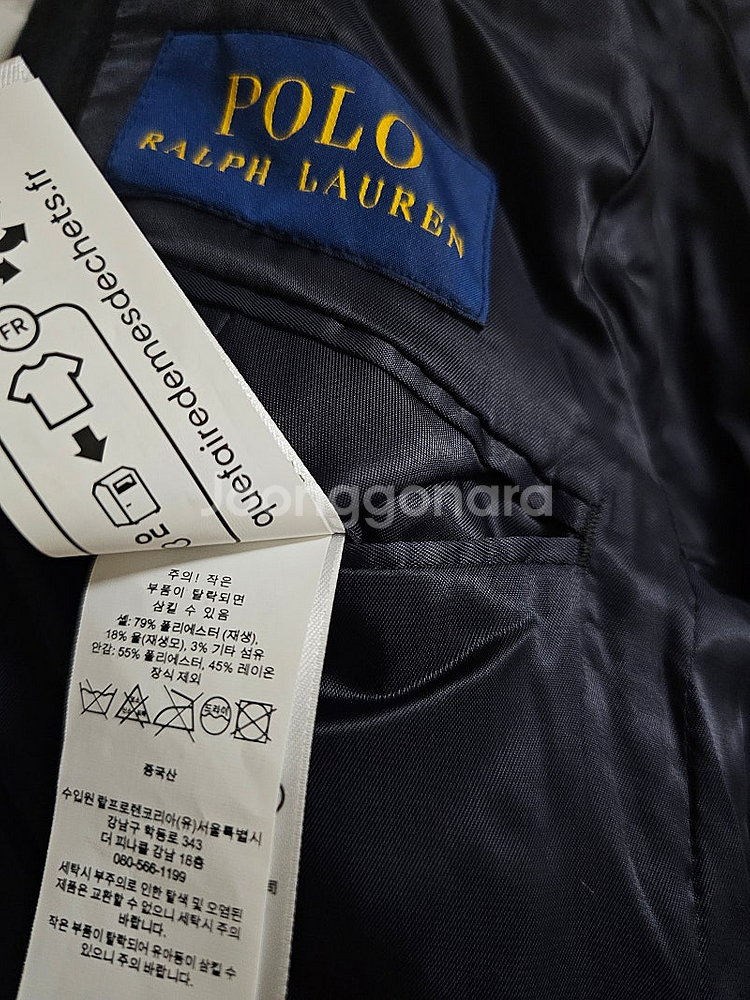 POLO
RALPH LAUREN
quefairedemesdechets.fr
FR
Joonggonara
주의! 작은
부품이 탈락되면
삼킬 수 있음
셸: 79% 폴리에스터 (재생),
18% 울(재생모), 3% 기타 섬유
안감: 55% 폴리에스터, 45% 레이온
장식 제외
드라이
중국산
수입원 랄프로렌코리아(유)서울특별시
강남구 학동로 343
더 피나클 강남 18층
080-566-1199
세탁시 부주의로 인한 탈색 및 오염된
제품은 교환할 수 없으니 세탁시 주의
바랍니다.
작은 부품이 탈락되어 유아동이 삼킬 수
있으니 주의 바랍니다.